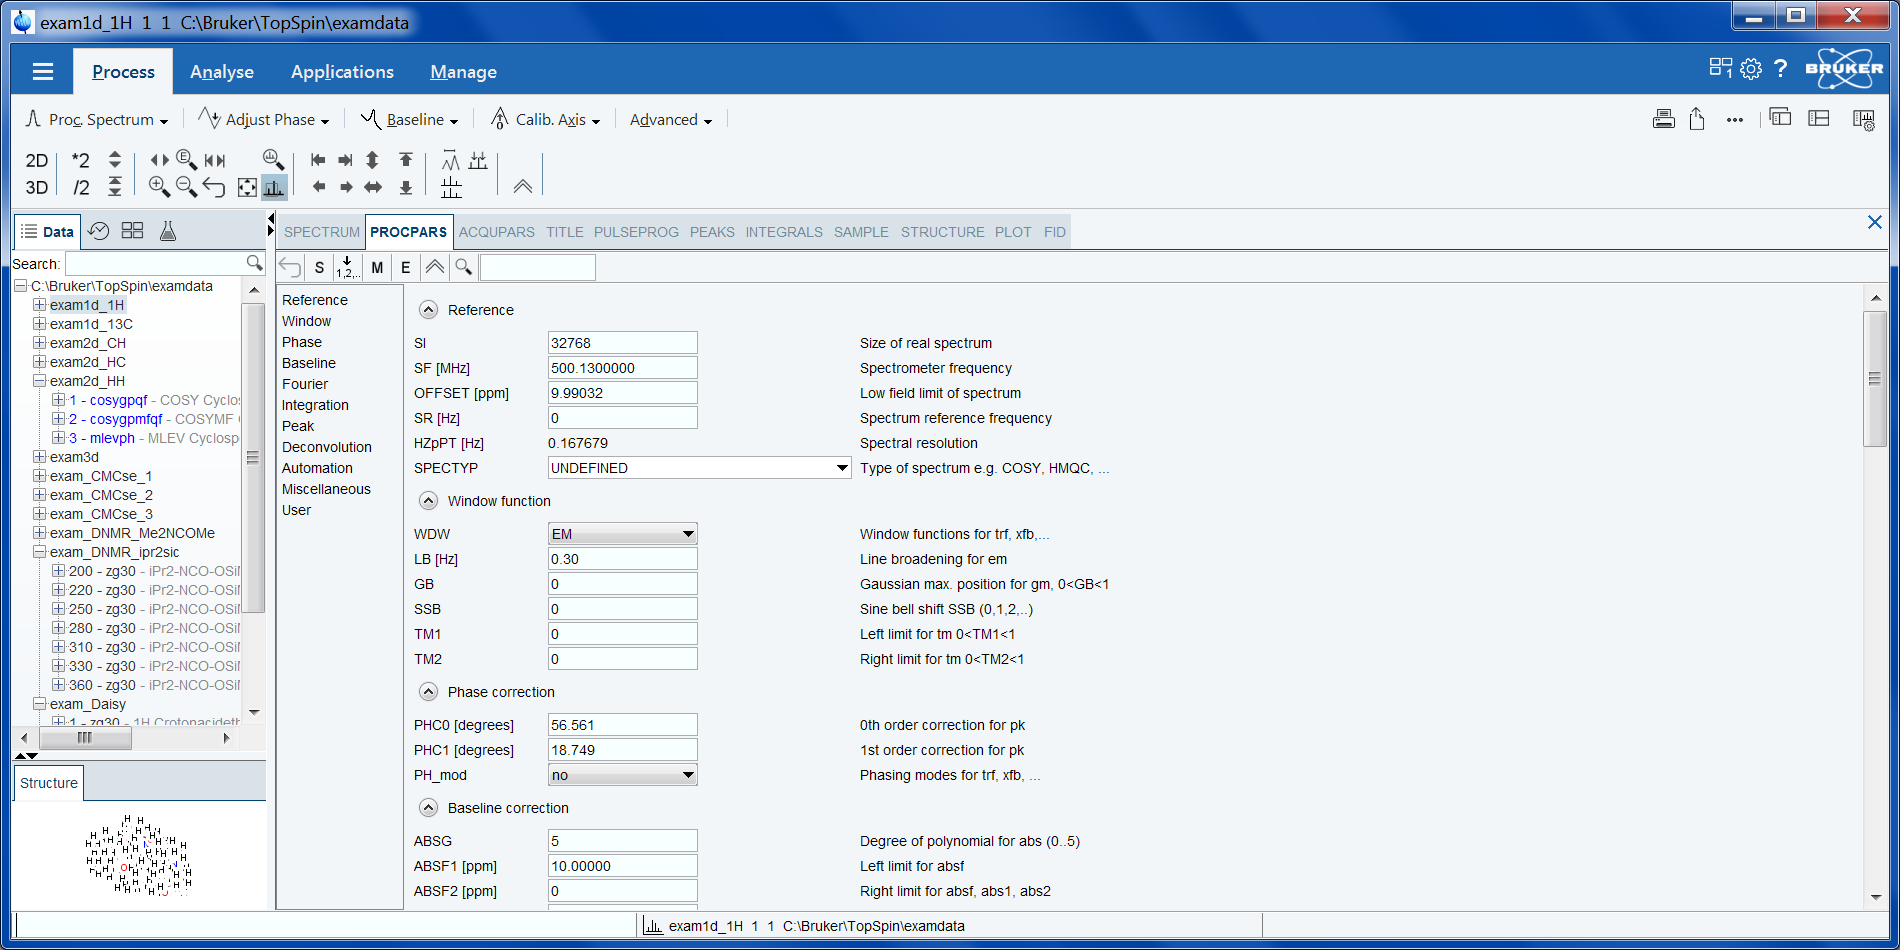 exam1d_1H 1 1 C:\Bruker\TopSpin\examdata
Process Analyse Applications Manage
1 ? BRUKER
Proc. Spectrum Adjust Phase Baseline Calib. Axis Advanced
2D *2 E
3D /2
Data
SPECTRUM PROCPARS ACQUPARS TITLE PULSEPROG PEAKS INTEGRALS SAMPLE STRUCTURE PLOT FID
Search:
S 1,2,.. M E
C:\Bruker\TopSpin\examdata
exam1d_1H
exam1d_13C
exam2d_CH
exam2d_HC
exam2d_HH
1 - cosygpqf - COSY Cyclo
2 - cosygpmfqf - COSYMF
3 - mlevph - MLEV Cyclosp
exam3d
exam_CMCse_1
exam_CMCse_2
exam_CMCse_3
exam_DNMR_Me2NCOMe
exam_DNMR_ipr2sic
200 - zg30 - iPr2-NCO-OSi
220 - zg30 - iPr2-NCO-OSi
250 - zg30 - iPr2-NCO-OSi
280 - zg30 - iPr2-NCO-OSi
310 - zg30 - iPr2-NCO-OSi
330 - zg30 - iPr2-NCO-OSi
360 - zg30 - iPr2-NCO-OSi
exam_Daisy
1 - zg30 - 1H Crotonacideth
Structure
Reference
Window
Phase
Baseline
Fourier
Integration
Peak
Deconvolution
Automation
Miscellaneous
User
Reference
SI 32768 Size of real spectrum
SF [MHz] 500.1300000 Spectrometer frequency
OFFSET [ppm] 9.99032 Low field limit of spectrum
SR [Hz] 0 Spectrum reference frequency
HZpPT [Hz] 0.167679 Spectral resolution
SPECTYP UNDEFINED Type of spectrum e.g. COSY, HMQC, ...
Window function
WDW EM Window functions for trf, xfb,...
LB [Hz] 0.30 Line broadening for em
GB 0 Gaussian max. position for gm, 0<GB<1
SSB 0 Sine bell shift SSB (0,1,2,..)
TM1 0 Left limit for tm 0<TM1<1
TM2 0 Right limit for tm 0<TM2<1
Phase correction
PHC0 [degrees] 56.561 0th order correction for pk
PHC1 [degrees] 18.749 1st order correction for pk
PH_mod no Phasing modes for trf, xfb, ...
Baseline correction
ABSG 5 Degree of polynomial for abs (0..5)
ABSF1 [ppm] 10.00000 Left limit for absf
ABSF2 [ppm] 0 Right limit for absf, abs1, abs2
exam1d_1H 1 1 C:\Bruker\TopSpin\examdata